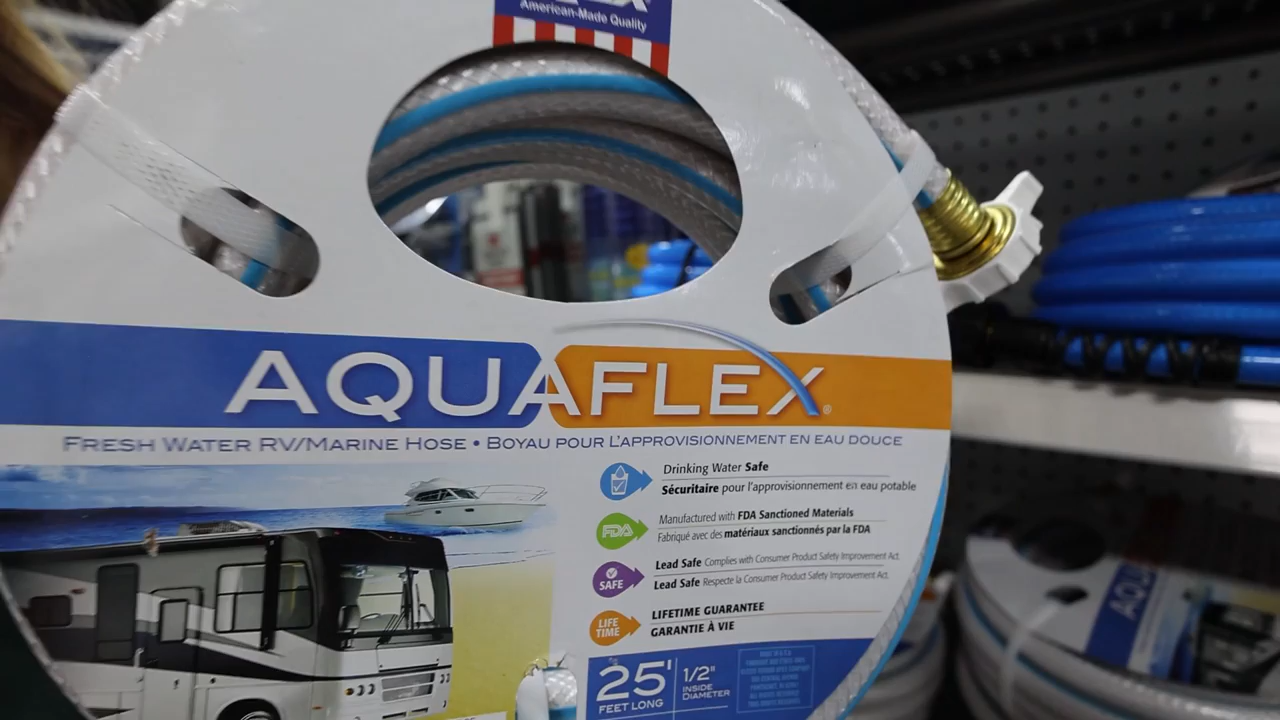 American-Made Quality
AQUAFLEX®
FRESH WATER RV/MARINE HOSE • BOYAU POUR L'APPROVISIONNEMENT EN EAU DOUCE
Drinking Water Safe
Sécuritaire pour l'approvisionnement en eau potable
FDA
Manufactured with FDA Sanctioned Materials
Fabriqué avec des matériaux sanctionnés par la FDA
SAFE
Lead Safe Complies with Consumer Product Safety Improvement Act.
Lead Safe Respecte la Consumer Product Safety Improvement Act.
LIFE
TIME
LIFETIME GUARANTEE
GARANTIE À VIE
25'
FEET LONG
1/2"
INSIDE
DIAMETER
AQUA